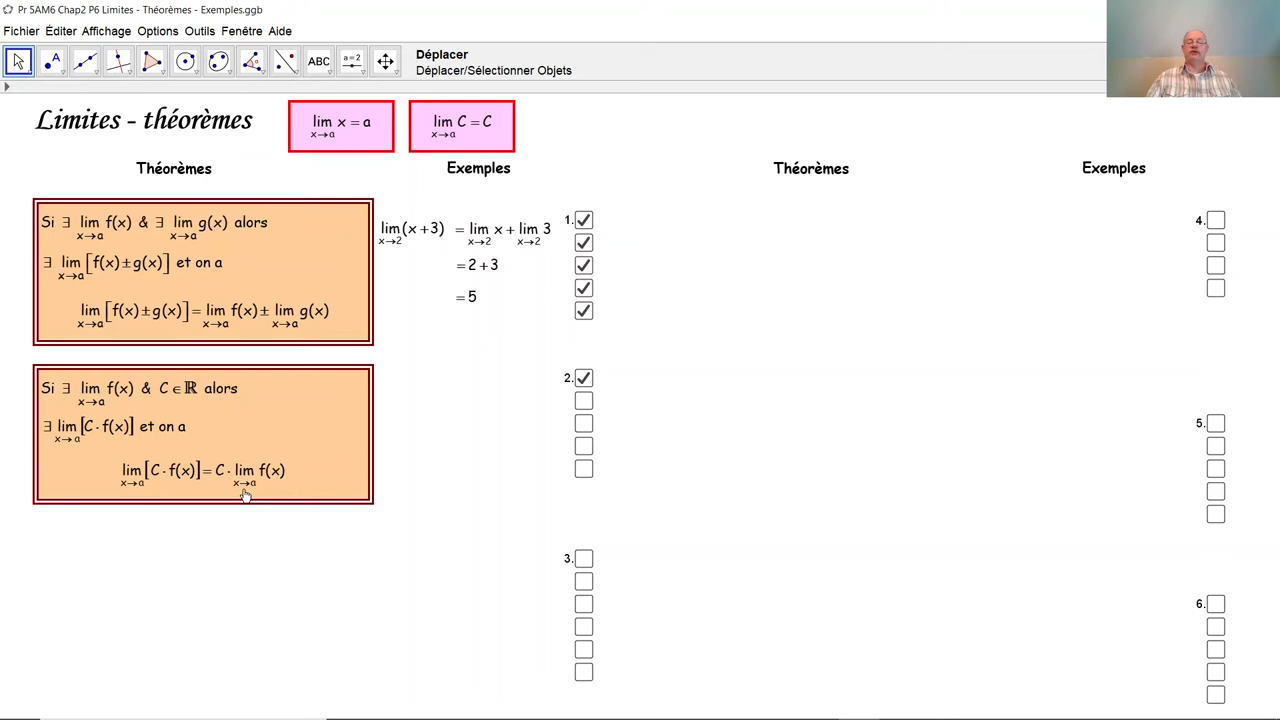 Pr 5AM6 Chap2 P6 Limites - Théorèmes - Exemples.ggb
Fichier Éditer Affichage Options Outils Fenêtre Aide
A
ABC
a=2
Déplacer
Déplacer/Sélectionner Objets
Limites - théorèmes
lim x = a
x→a
lim C = C
x→a
Théorèmes
Exemples
Théorèmes
Exemples
Si ∃ lim f(x) & ∃ lim g(x) alors
x→a x→a
∃ lim [f(x)±g(x)] et on a
x→a
lim [f(x)±g(x)] = lim f(x) ± lim g(x)
x→a x→a x→a
lim(x+3) = lim x + lim 3
x→2 x→2 x→2
= 2+3
= 5
1.
4.
Si ∃ lim f(x) & C ∈ ℝ alors
x→a
∃ lim [C · f(x)] et on a
x→a
lim [C · f(x)] = C · lim f(x)
x→a x→a
2.
5.
3.
6.